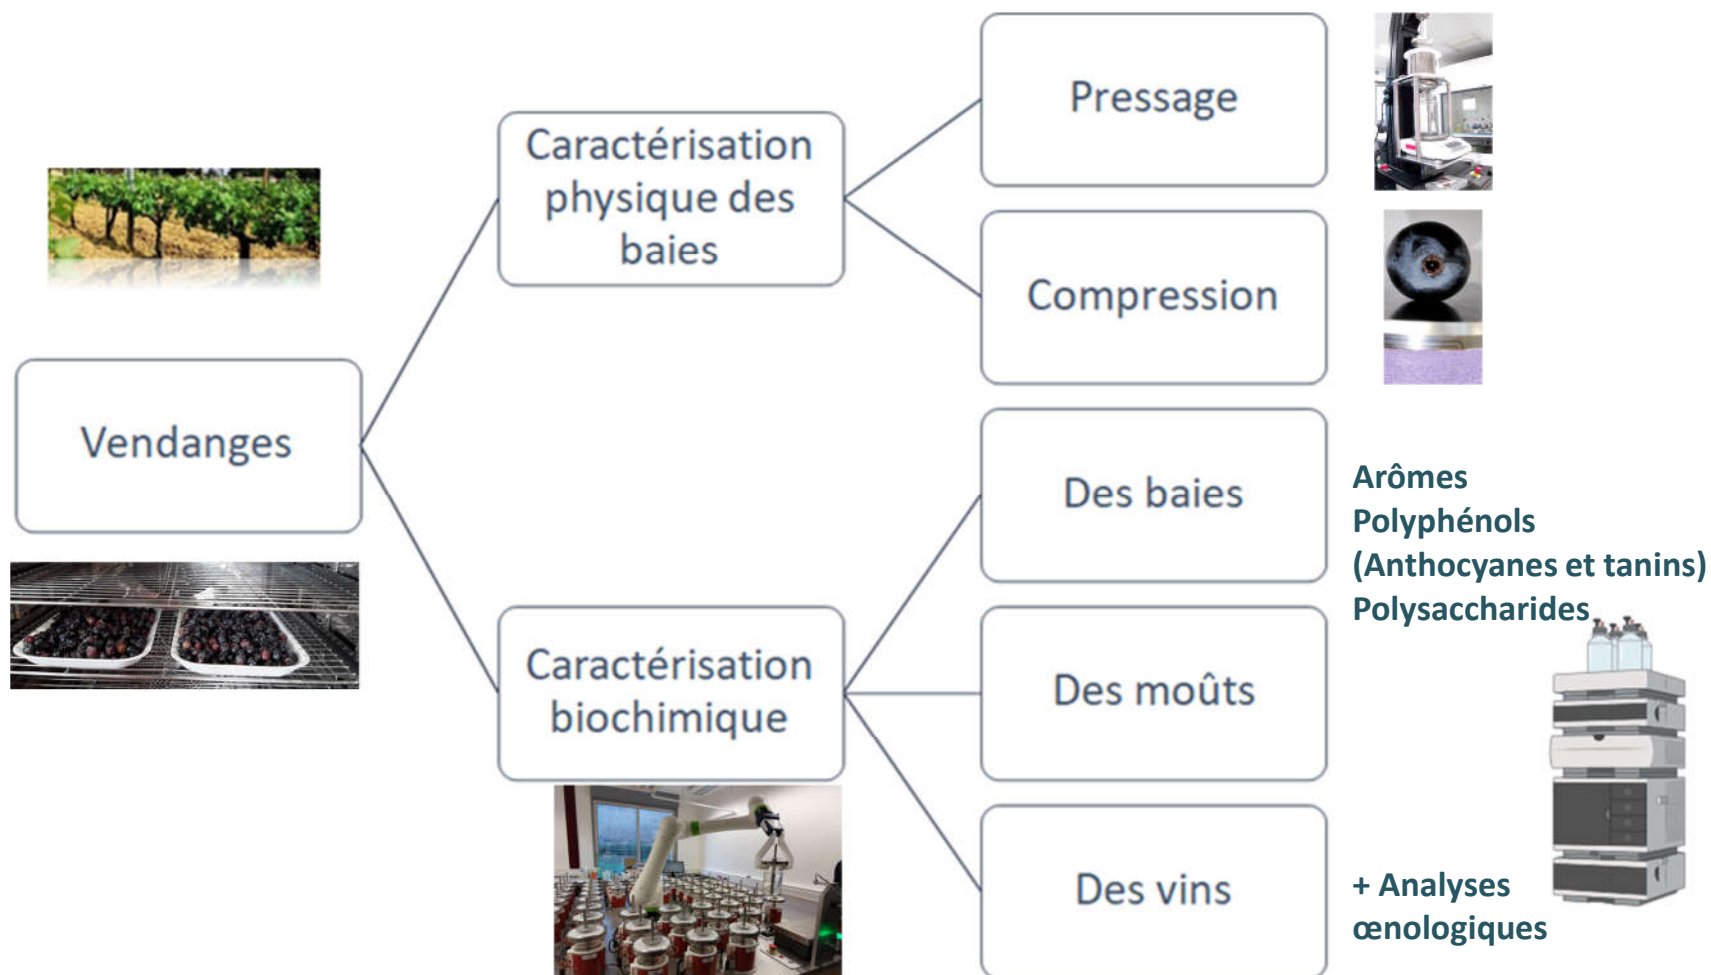 Vendanges
Caractérisation
physique des
baies
Pressage
Compression
Caractérisation
biochimique
Des baies
Des moûts
Des vins
Arômes
Polyphénols
(Anthocyanes et tanins)
Polysaccharides
+ Analyses
œnologiques